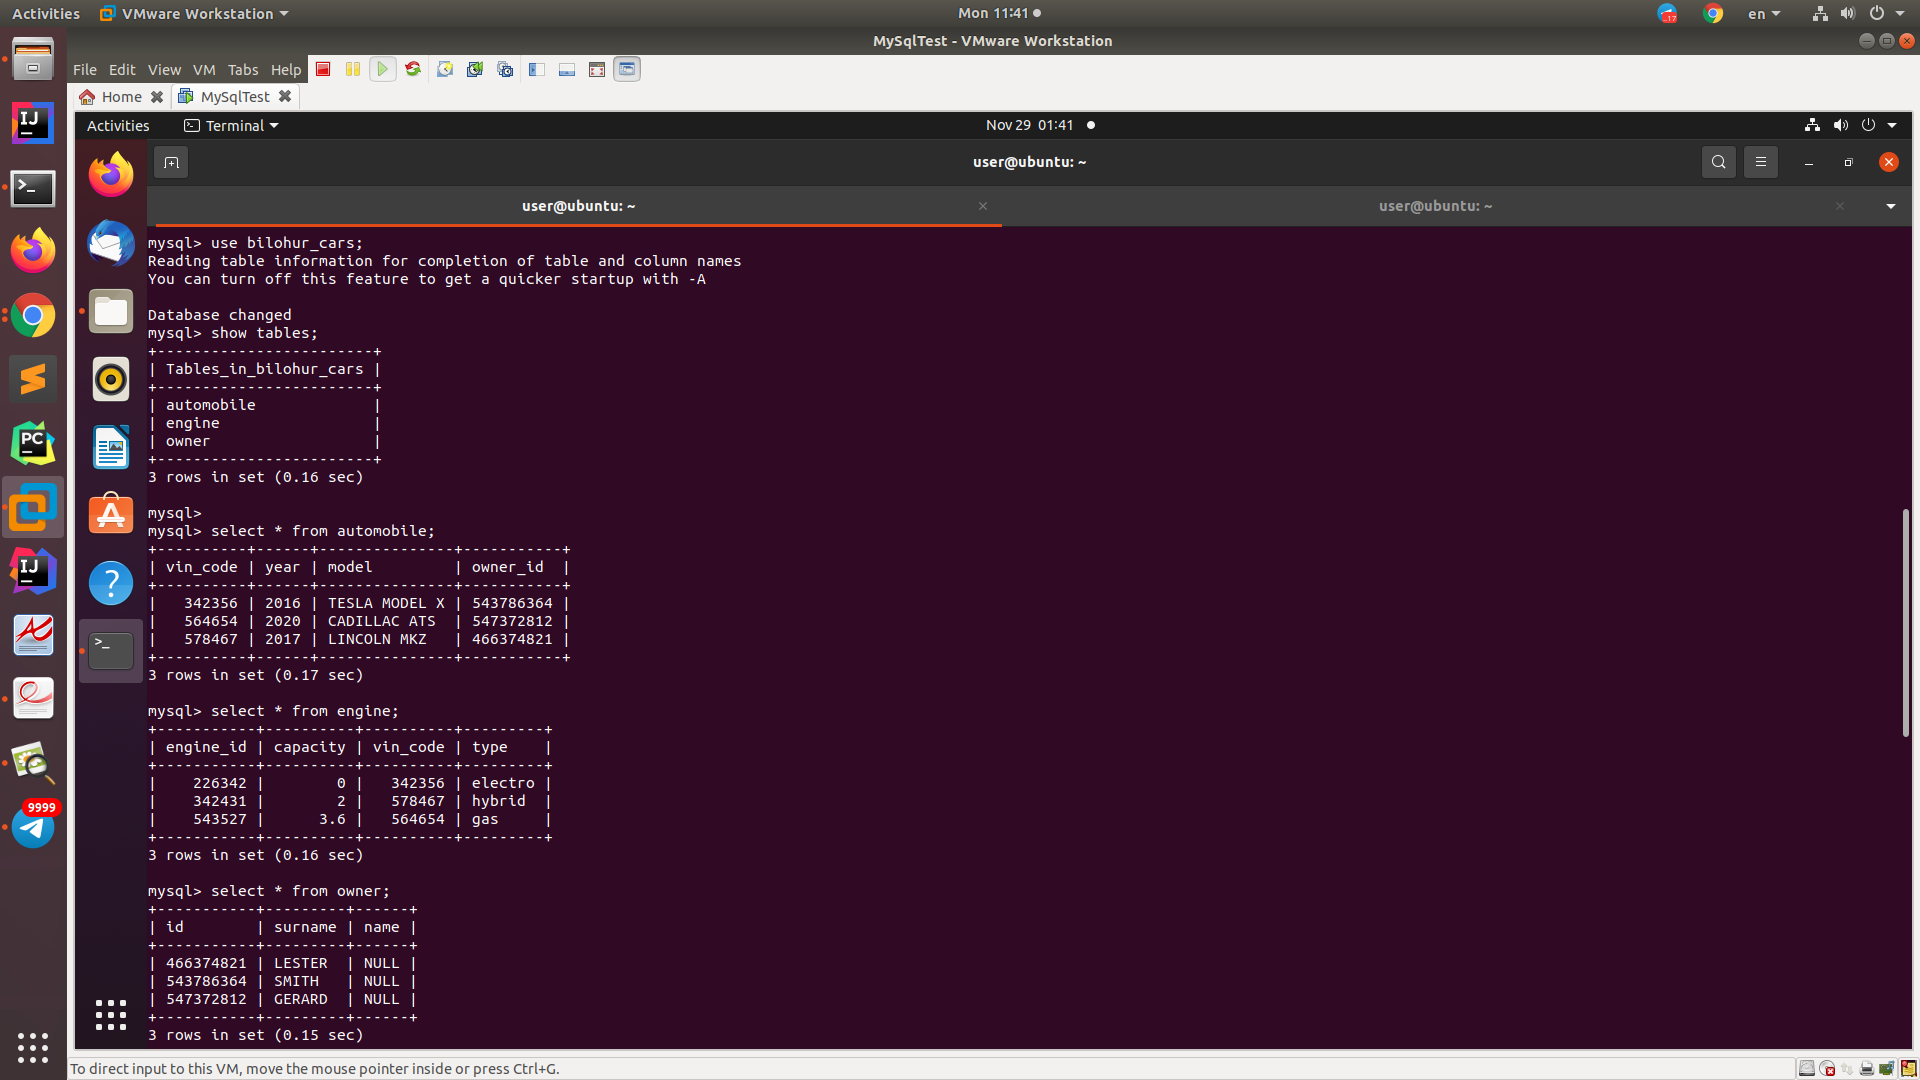 Activities VMware Workstation Mon 11:41 17 en
MySqlTest - VMware Workstation
File Edit View VM Tabs Help
Home MySqlTest
Activities Terminal Nov 29 01:41
user@ubuntu: ~
user@ubuntu: ~ user@ubuntu: ~
mysql> use bilohur_cars;
Reading table information for completion of table and column names
You can turn off this feature to get a quicker startup with -A
Database changed
mysql> show tables;
+------------------------+
| Tables_in_bilohur_cars |
+------------------------+
| automobile             |
| engine                 |
| owner                  |
+------------------------+
3 rows in set (0.16 sec)
mysql>
mysql> select * from automobile;
+----------+------+---------------+-----------+
| vin_code | year | model         | owner_id  |
+----------+------+---------------+-----------+
|   342356 | 2016 | TESLA MODEL X | 543786364 |
|   564654 | 2020 | CADILLAC ATS  | 547372812 |
|   578467 | 2017 | LINCOLN MKZ   | 466374821 |
+----------+------+---------------+-----------+
3 rows in set (0.17 sec)
mysql> select * from engine;
+-----------+----------+----------+---------+
| engine_id | capacity | vin_code | type    |
+-----------+----------+----------+---------+
|    226342 |        0 |   342356 | electro |
|    342431 |        2 |   578467 | hybrid  |
|    543527 |      3.6 |   564654 | gas     |
+-----------+----------+----------+---------+
3 rows in set (0.16 sec)
mysql> select * from owner;
+-----------+---------+------+
| id        | surname | name |
+-----------+---------+------+
| 466374821 | LESTER  | NULL |
| 543786364 | SMITH   | NULL |
| 547372812 | GERARD  | NULL |
+-----------+---------+------+
3 rows in set (0.15 sec)
To direct input to this VM, move the mouse pointer inside or press Ctrl+G.
IJ
PC
IJ
9999